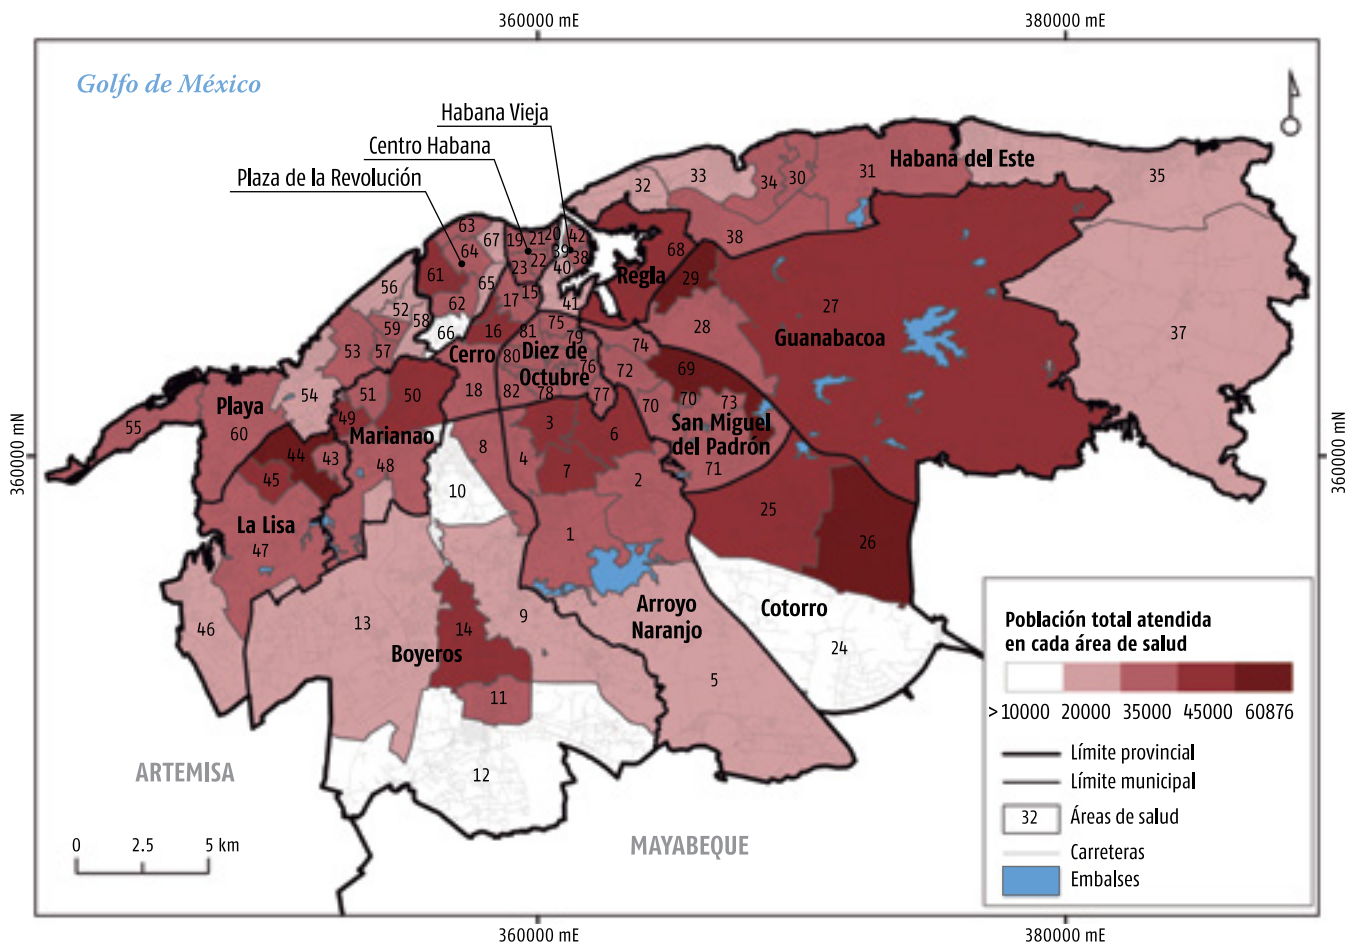 360000 mE
380000 mE
Golfo de México
Habana Vieja
Centro Habana
Plaza de la Revolución
Habana del Este
32
33
34
30
31
35
38
37
63
64
67
19
21
20
42
39
38
22
23
40
68
Regla
29
61
56
65
62
52
58
59
66
17
15
41
16
81
75
79
28
27
Guanabacoa
53
57
Cerro
80
Diez de
Octubre
76
74
72
69
54
51
50
18
82
78
77
70
70
73
San Miguel
del Padrón
71
55
Playa
60
49
Marianao
48
44
43
45
8
3
4
7
6
2
10
25
26
La Lisa
47
1
46
13
14
9
Boyeros
11
Arroyo
Naranjo
5
Cotorro
24
12
360000 mN
360000 mN
ARTEMISA
MAYABEQUE
0 2.5 5 km
Población total atendida
en cada área de salud
>10000 20000 35000 45000 60876
Límite provincial
Límite municipal
32 Áreas de salud
Carreteras
Embalses
360000 mE
380000 mE